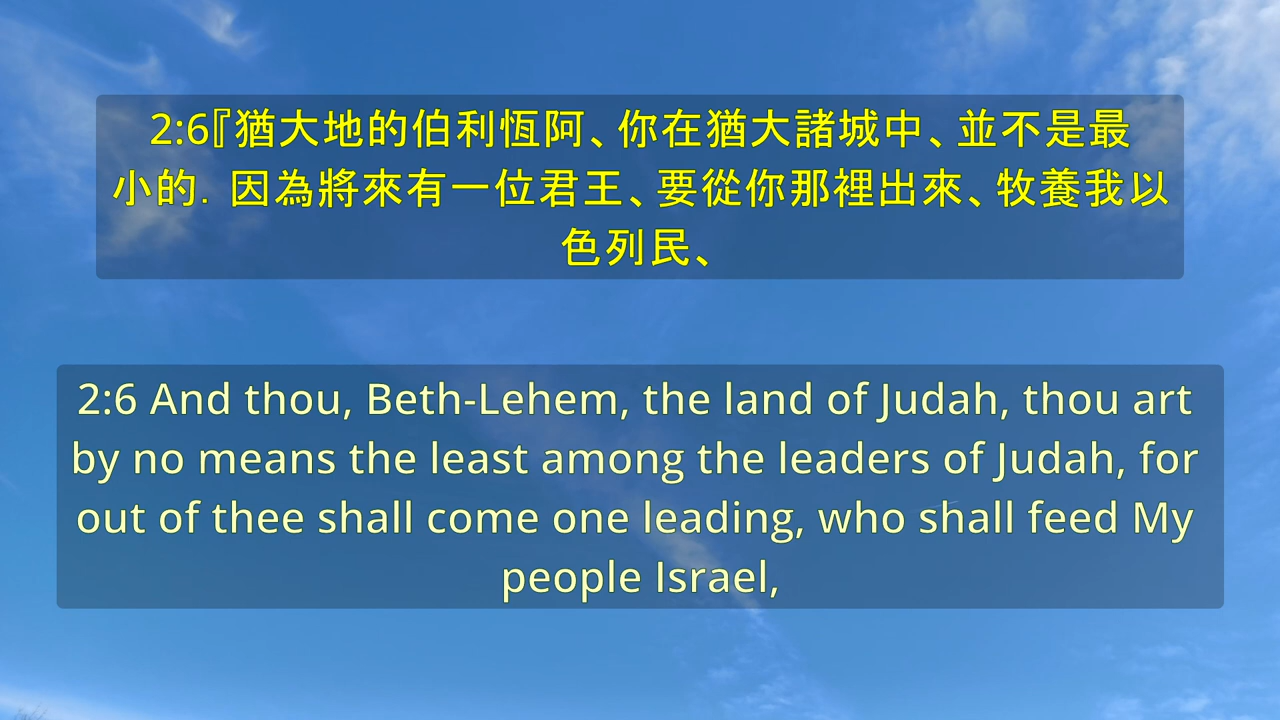 2:6『猶大地的伯利恆阿、你在猶大諸城中、並不是最
小的．因為將來有一位君王、要從你那裡出來、牧養我以
色列民、
2:6 And thou, Beth-Lehem, the land of Judah, thou art
by no means the least among the leaders of Judah, for
out of thee shall come one leading, who shall feed My
people Israel,